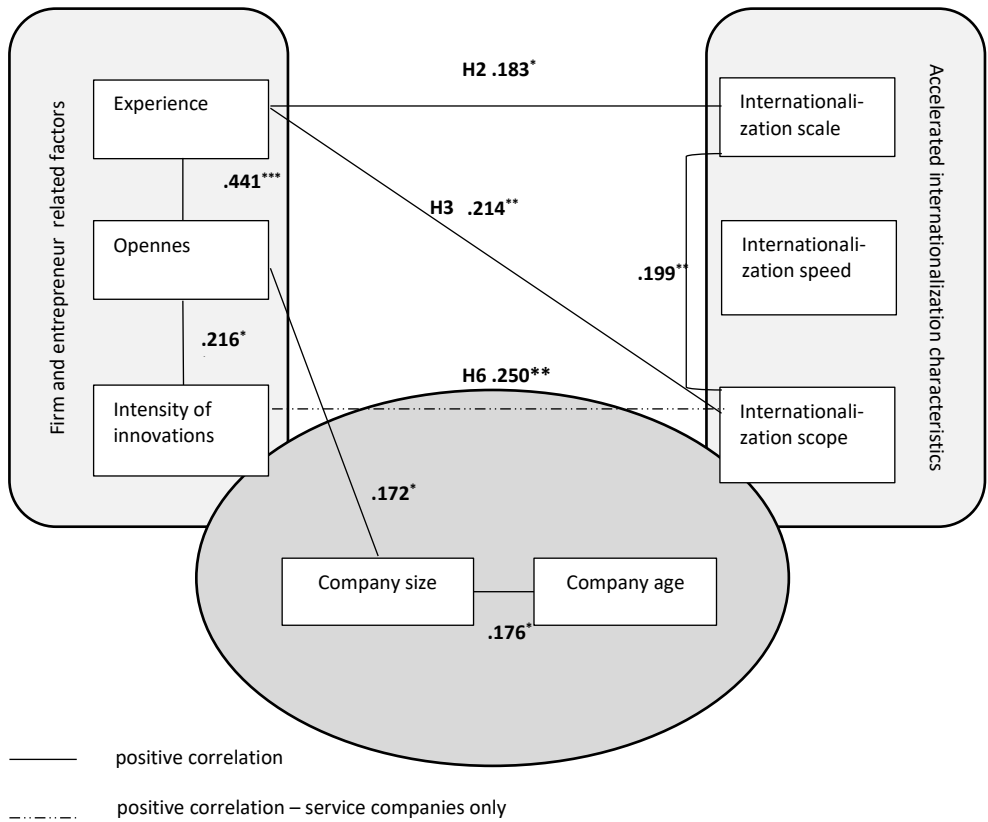 Firm and entrepreneur related factors
Experience
.441***
Opennes
.216*
Intensity of
innovations
H2 .183*
H3 .214**
.199**
H6 .250**
.172*
Internationali-
zation scale
Internationali-
zation speed
Internationali-
zation scope
Accelerated internationalization characteristics
Company size
Company age
.176*
positive correlation
positive correlation – service companies only